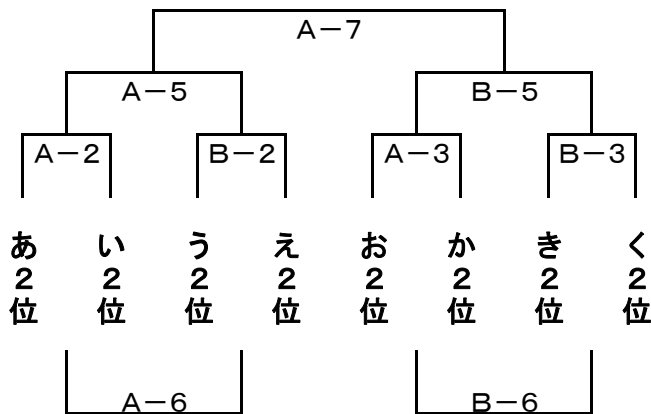 A－7
A－5 B－5
A－2 B－2 A－3 B－3
あ2位 い2位 う2位 え2位 お2位 か2位 き2位 く2位
A－6 B－6